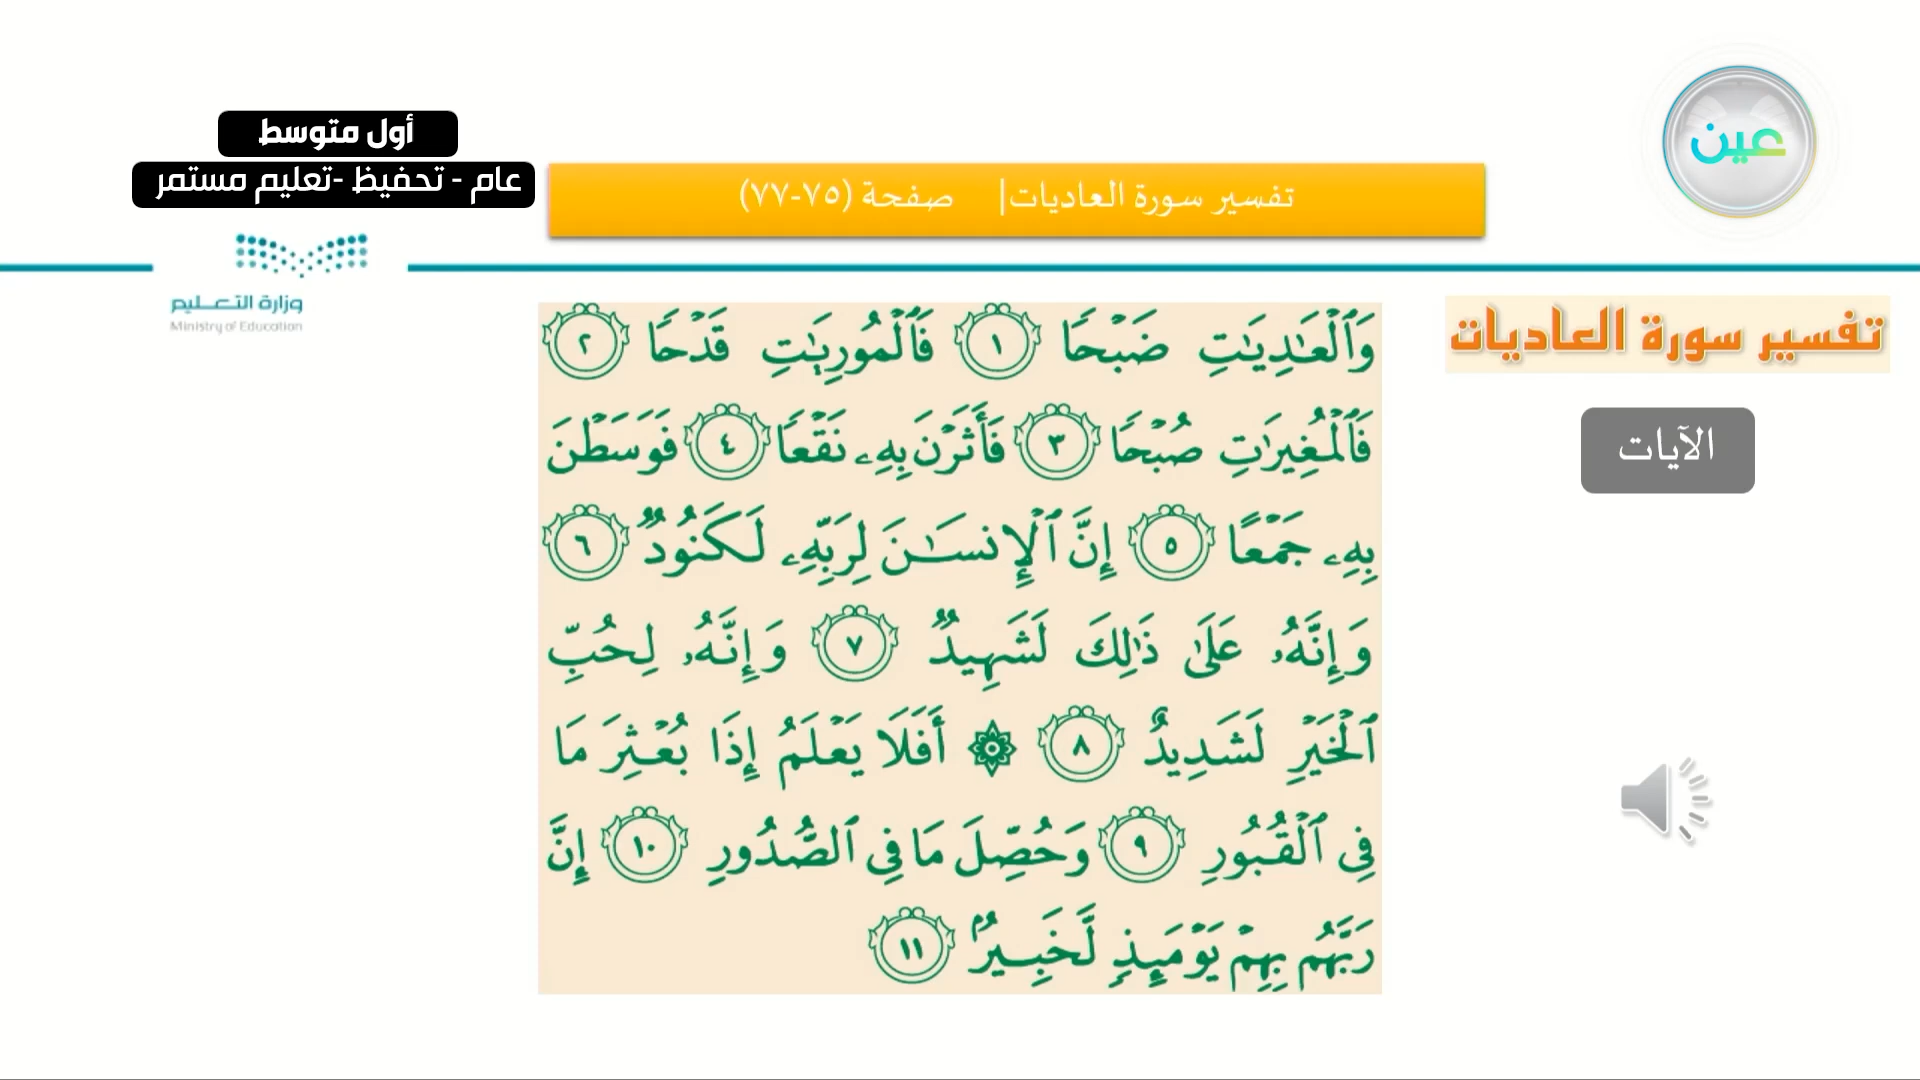 أول متوسط
عام - تحفيظ -تعليم مستمر
تفسير سورة العاديات| صفحة (٧٥-٧٧)
عين
وزارة التعـــليم
Ministry of Education
تفسير سورة العاديات
الآيات
وَٱلْعَٰدِيَٰتِ ضَبْحًا ١ فَٱلْمُورِيَٰتِ قَدْحًا ٢
فَٱلْمُغِيرَٰتِ صُبْحًا ٣ فَأَثَرْنَ بِهِۦ نَقْعًا ٤ فَوَسَطْنَ
بِهِۦ جَمْعًا ٥ إِنَّ ٱلْإِنسَٰنَ لِرَبِّهِۦ لَكَنُودٌ ٦
وَإِنَّهُۥ عَلَىٰ ذَٰلِكَ لَشَهِيدٌ ٧ وَإِنَّهُۥ لِحُبِّ
ٱلْخَيْرِ لَشَدِيدٌ ٨ ۞ أَفَلَا يَعْلَمُ إِذَا بُعْثِرَ مَا
فِى ٱلْقُبُورِ ٩ وَحُصِّلَ مَا فِى ٱلصُّدُورِ ١٠ إِنَّ
رَبَّهُم بِهِمْ يَوْمَئِذٍ لَّخَبِيرٌۢ ١١